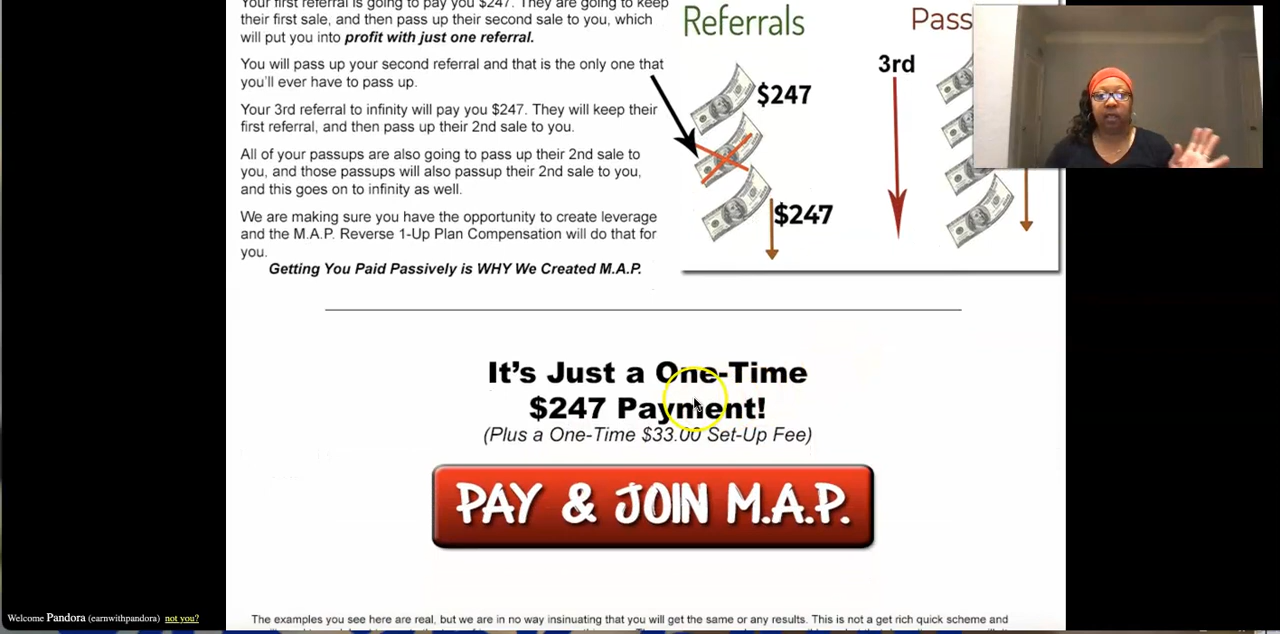 Your first referral is going to pay you $247. They are going to keep
their first sale, and then pass up their second sale to you, which
will put you into profit with just one referral.
You will pass up your second referral and that is the only one that
you'll ever have to pass up.
Your 3rd referral to infinity will pay you $247. They will keep their
first referral, and then pass up their 2nd sale to you.
All of your passups are also going to pass up their 2nd sale to
you, and those passups will also passup their 2nd sale to you,
and this goes on to infinity as well.
We are making sure you have the opportunity to create leverage
and the M.A.P. Reverse 1-Up Plan Compensation will do that for
you.
Getting You Paid Passively is WHY We Created M.A.P.
Referrals
$247
$247
Pass
3rd
It's Just a One-Time
$247 Payment!
(Plus a One-Time $33.00 Set-Up Fee)
PAY & JOIN M.A.P.
The examples you see here are real, but we are in no way insinuating that you will get the same or any results. This is not a get rich quick scheme and
Welcome Pandora (earnwithpandora) not you?